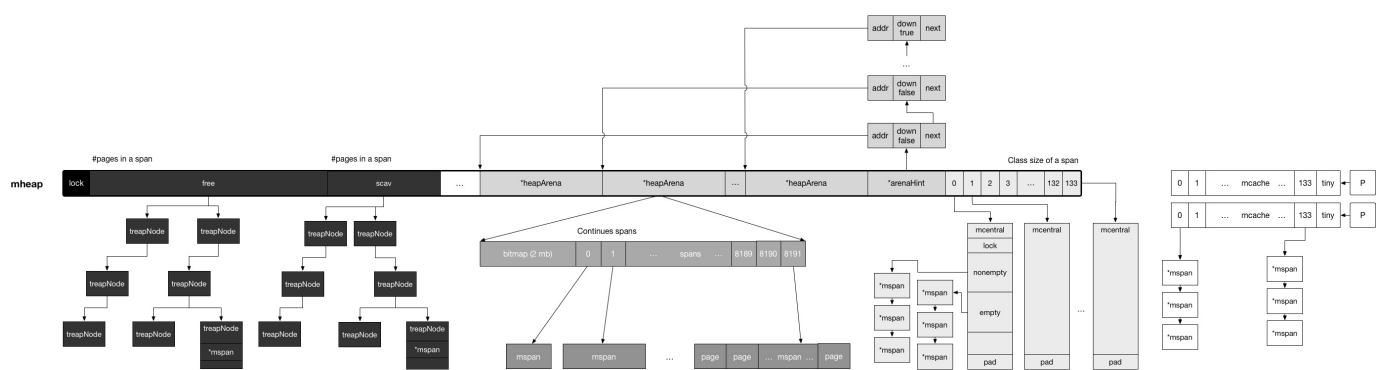 addr down true next
...
addr down false next
addr down false next
#pages in a span
#pages in a span
Class size of a span
mheap
lock
free
scav
...
*heapArena
*heapArena
...
*heapArena
*arenaHint
0 1 2 3 ... 132 133
0 1 ... mcache ... 133 tiny
P
0 1 ... mcache ... 133 tiny
P
treapNode
treapNode
treapNode
treapNode
treapNode
treapNode
treapNode
*mspan
treapNode
treapNode
treapNode
treapNode
treapNode
treapNode
treapNode
*mspan
Continues spans
bitmap (2 mb) 0 1 ... spans ... 8189 8190 8191
mspan
mspan
...
page page ... mspan ... page
mcentral
lock
nonempty
empty
pad
*mspan
*mspan
*mspan
*mspan
*mspan
*mspan
mcentral
pad
...
mcentral
pad
*mspan
*mspan
*mspan
*mspan
*mspan
*mspan